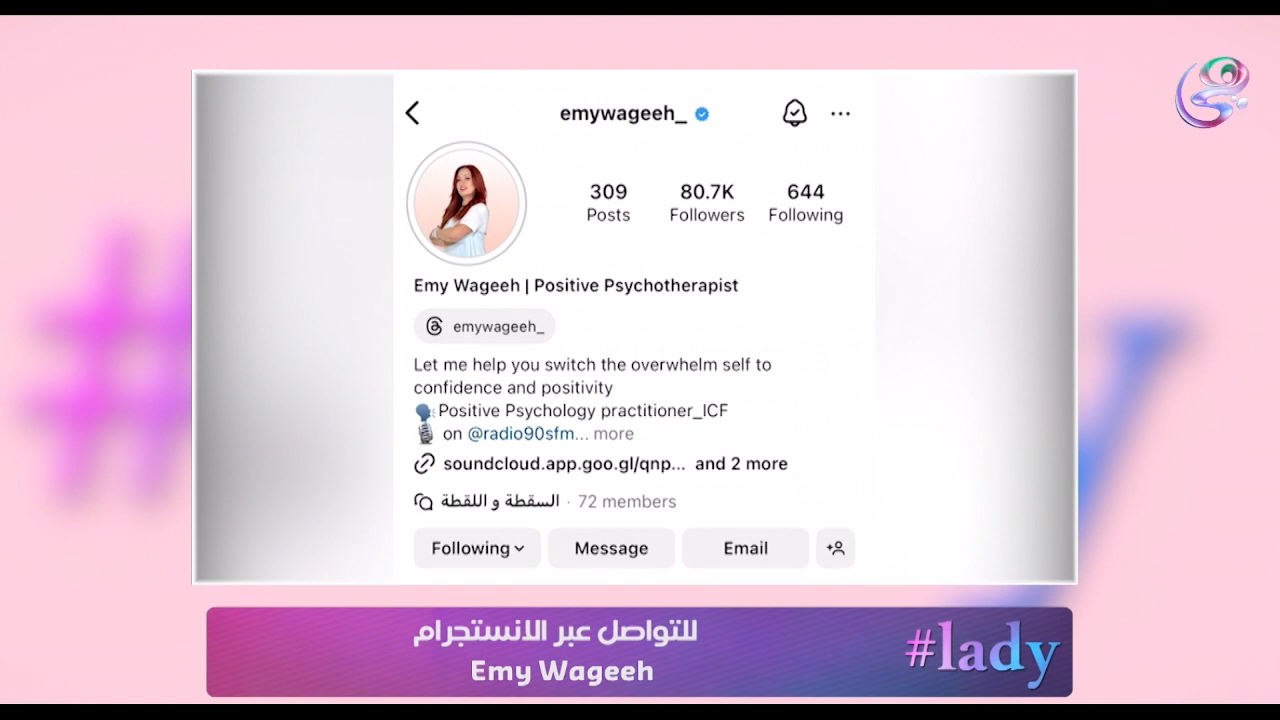 emywageeh_
309
80.7K
644
Posts
Followers
Following
Emy Wageeh | Positive Psychotherapist
emywageeh_
Let me help you switch the overwhelm self to
confidence and positivity
🗣️Positive Psychology practitioner_ICF
🎙️ on @radio90sfm... more
soundcloud.app.goo.gl/qnp... and 2 more
السقطة و اللقطة · 72 members
Following
Message
Email
للتواصل عبر الانستجرام
Emy Wageeh
#lady